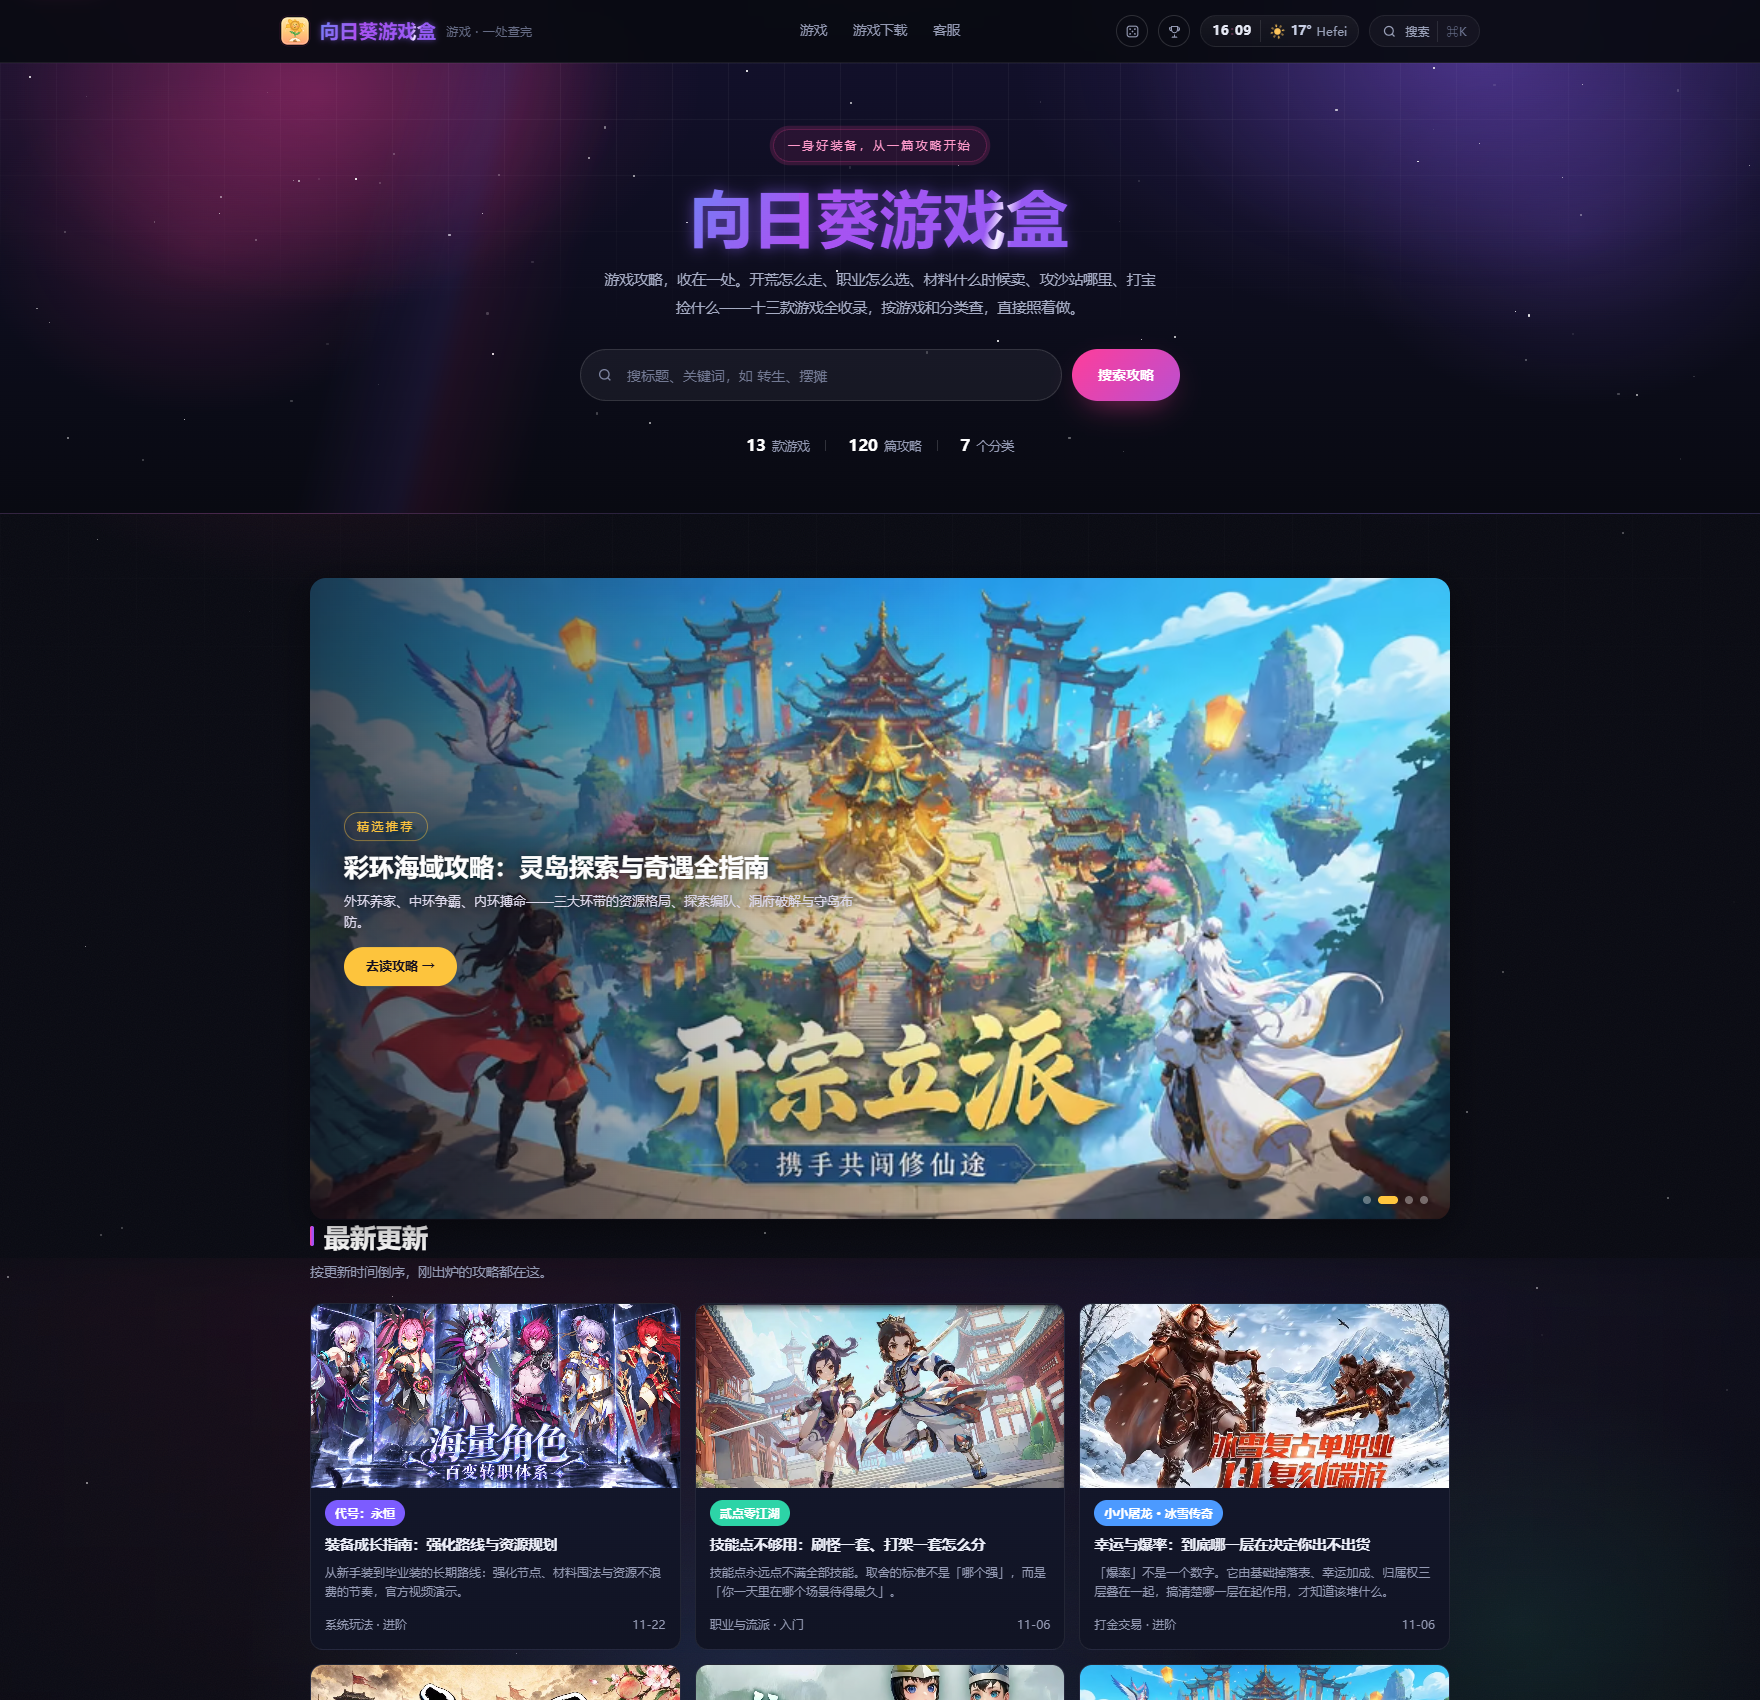 向日葵游戏盒 游戏 · 一处查完
游戏 游戏下载 客服
16:09 17° Hefei 搜索 ⌘K
一身好装备，从一篇攻略开始
向日葵游戏盒
游戏攻略，收在一处。开荒怎么走、职业怎么选、材料什么时候卖、攻沙站哪里、打宝
捡什么——十三款游戏全收录，按游戏和分类查，直接照着做。
搜标题、关键词，如 转生、摆摊
搜索攻略
13 款游戏 120 篇攻略 7 个分类
精选推荐
彩环海域攻略：灵岛探索与奇遇全指南
外环养家、中环争霸、内环搏命——三大环带的资源格局、探索编队、洞府破解与守岛布
防。
去读攻略 →
开宗立派
携手共闯修仙途
最新更新
按更新时间倒序，刚出炉的攻略都在这。
海量角色
百变转职体系
代号：永恒
装备成长指南：强化路线与资源规划
从新手装到毕业装的长期路线：强化节点、材料囤法与资源不浪
费的节奏，官方视频演示。
系统玩法 · 进阶 11-22
贰点零江湖
技能点不够用：刷怪一套、打架一套怎么分
技能点永远点不满全部技能。取舍的标准不是「哪个强」，而是
「你一天里在哪个场景待得最久」。
职业与流派 · 入门 11-06
冰雪复古单职业
1:1复刻端游
小小屠龙 · 冰雪传奇
幸运与爆率：到底哪一层在决定你出不出货
「爆率」不是一个数字。它由基础掉落表、幸运加成、归属权三
层叠在一起，搞清楚哪一层在起作用，才知道该堆什么。
打金交易 · 进阶 11-06